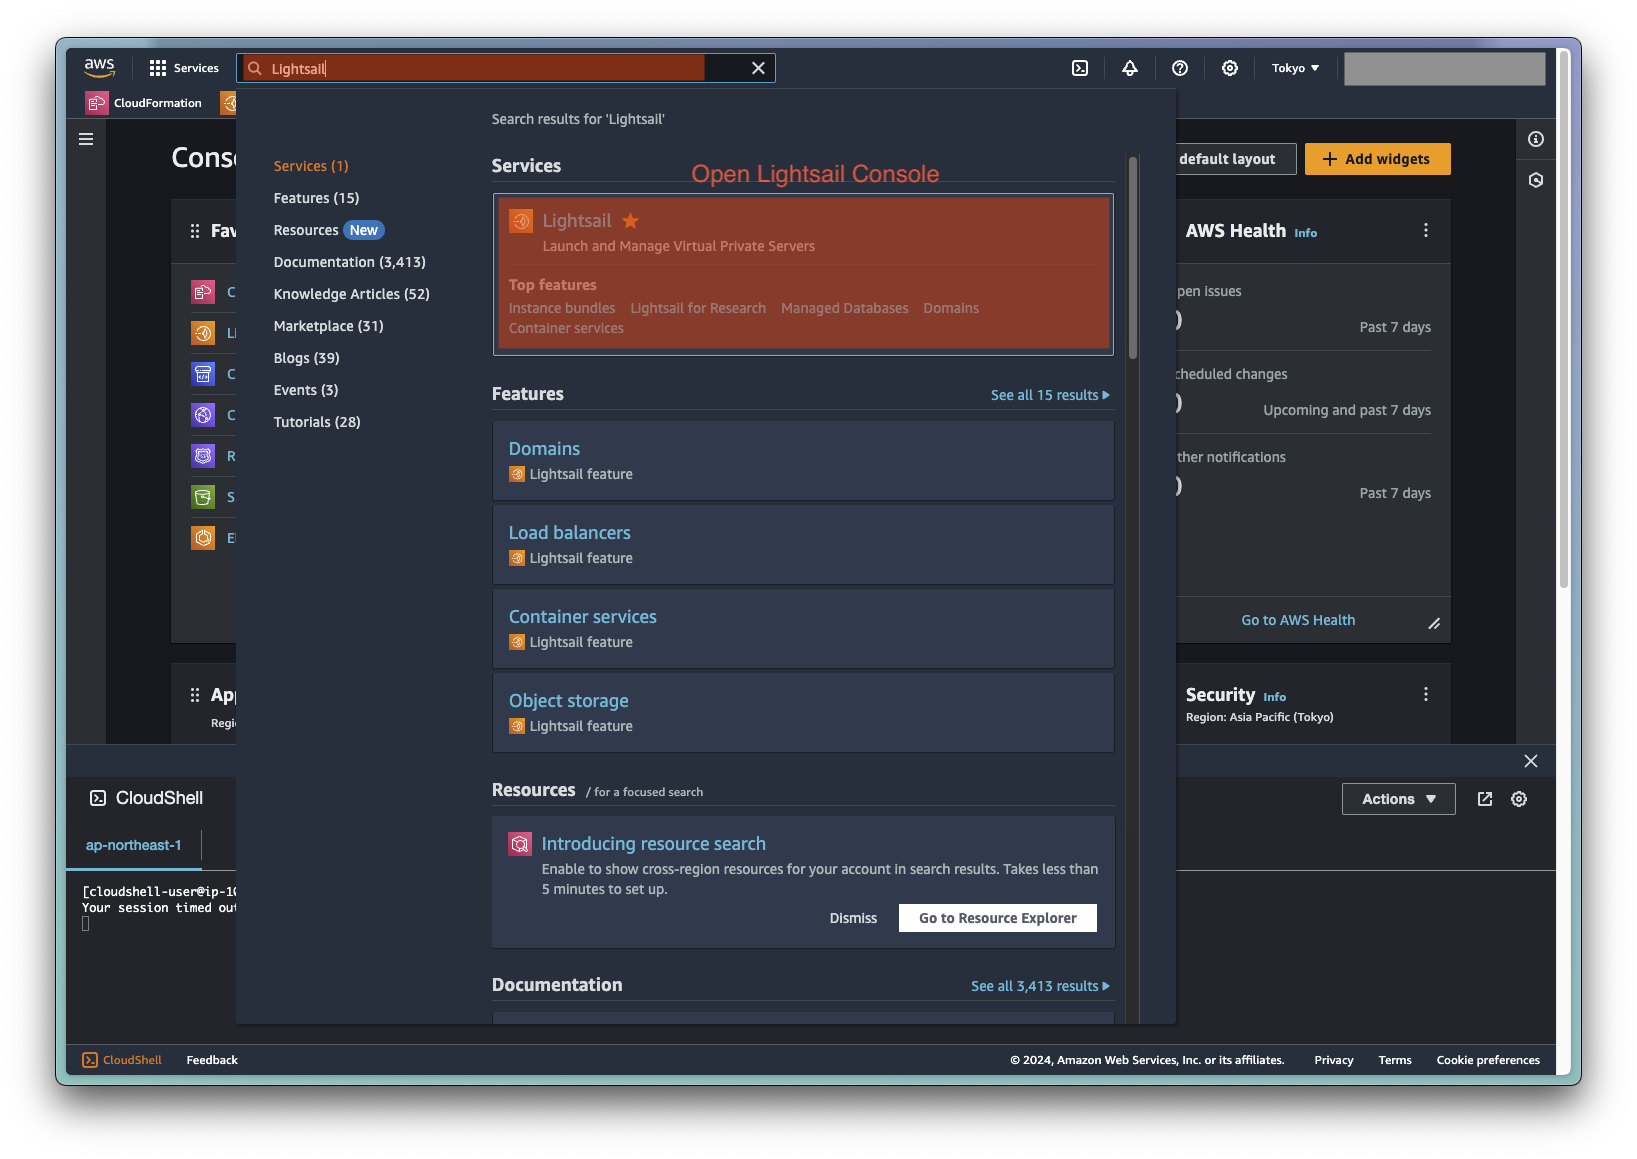 aws
Services
Lightsail
Tokyo
CloudFormation
Search results for 'Lightsail'
Services (1)
Features (15)
Resources New
Documentation (3,413)
Knowledge Articles (52)
Marketplace (31)
Blogs (39)
Events (3)
Tutorials (28)
Services
Open Lightsail Console
Lightsail
Launch and Manage Virtual Private Servers
Top features
Instance bundles Lightsail for Research Managed Databases Domains
Container services
Features
See all 15 results
Domains
Lightsail feature
Load balancers
Lightsail feature
Container services
Lightsail feature
Object storage
Lightsail feature
Resources / for a focused search
Introducing resource search
Enable to show cross-region resources for your account in search results. Takes less than
5 minutes to set up.
Dismiss
Go to Resource Explorer
Documentation
See all 3,413 results
default layout
+ Add widgets
AWS Health Info
pen issues
Past 7 days
cheduled changes
Upcoming and past 7 days
ther notifications
Past 7 days
Go to AWS Health
Security Info
Region: Asia Pacific (Tokyo)
Cons
Fav
C
Li
C
C
R
S
El
App
Regi
CloudShell
Actions
ap-northeast-1
[cloudshell-user@ip-10
Your session timed out
CloudShell
Feedback
© 2024, Amazon Web Services, Inc. or its affiliates.
Privacy
Terms
Cookie preferences